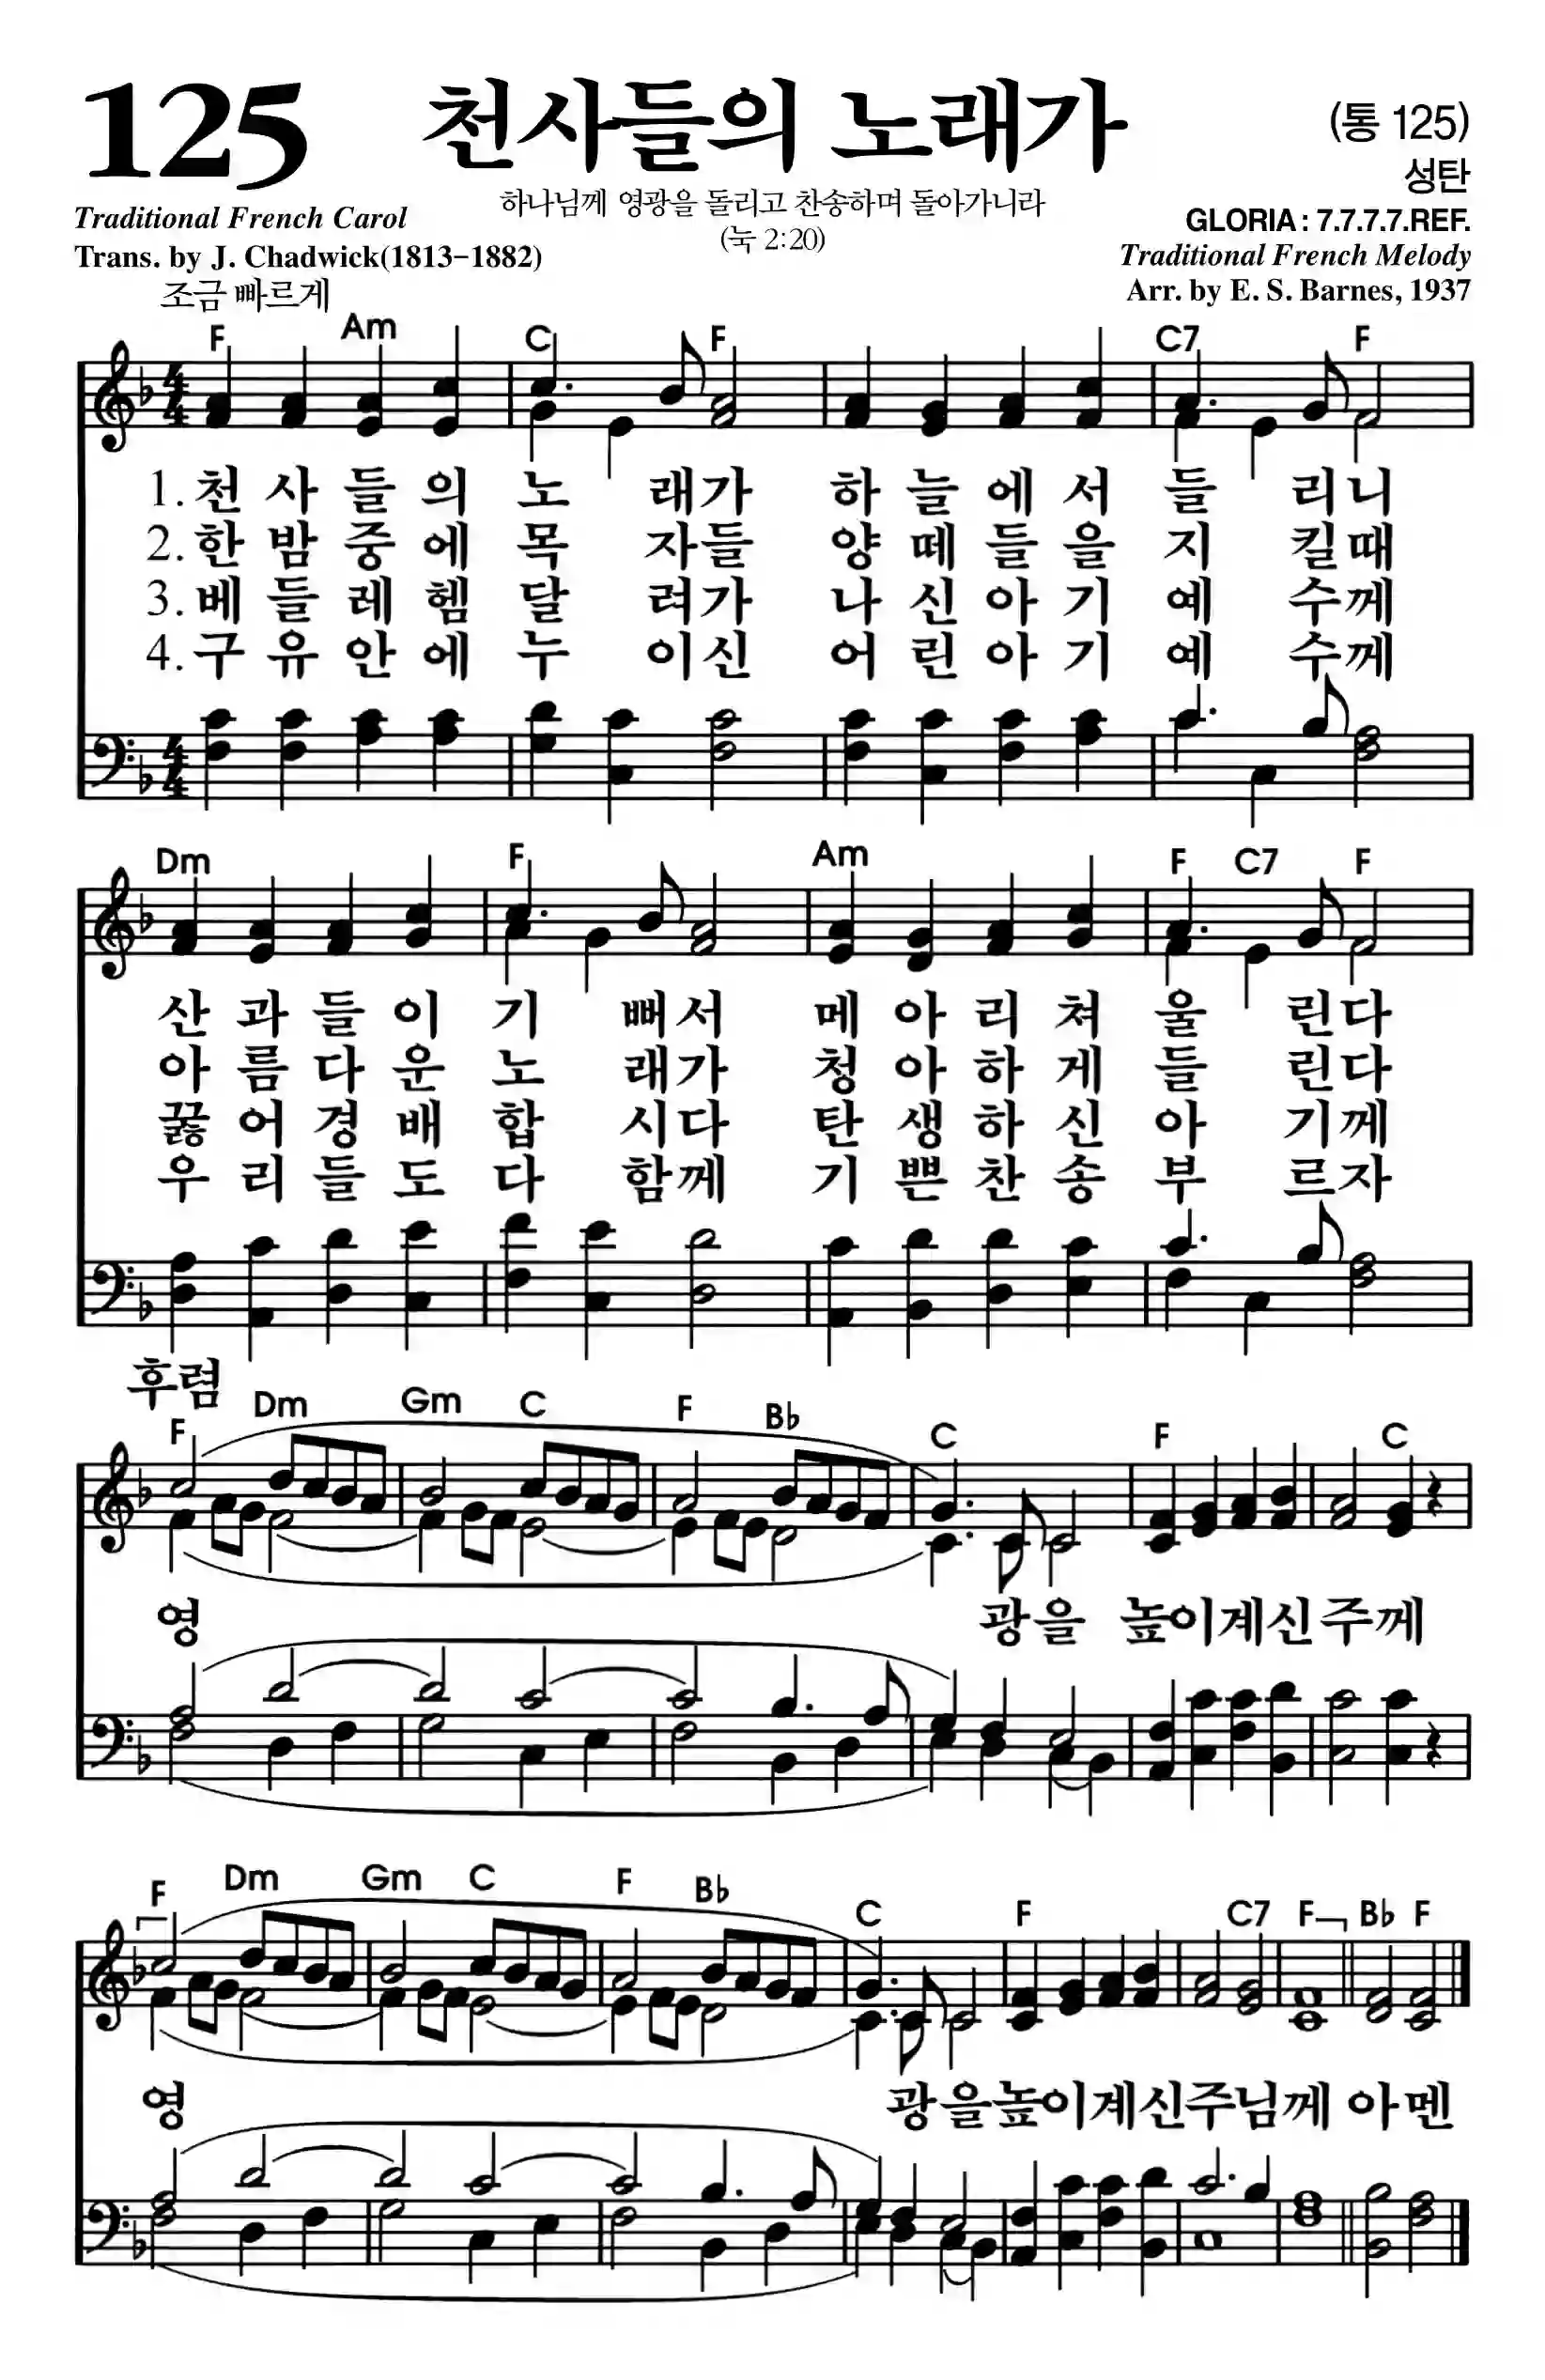 125 천사들의 노래가 (통 125)
성탄
하나님께 영광을 돌리고 찬송하며 돌아가니라
(눅 2:20)
Traditional French Carol
Trans. by J. Chadwick(1813-1882)
GLORIA : 7.7.7.7.REF.
Traditional French Melody
Arr. by E. S. Barnes, 1937
조금 빠르게
F Am C F C7 F
1. 천 사 들 의 노 래가 하 늘 에 서 들 리니
2. 한 밤 중 에 목 자들 양 떼 들 을 지 킬때
3. 베 들 레 헴 달 려가 나 신 아 기 예 수께
4. 구 유 안 에 누 이신 어 린 아 기 예 수께
Dm F Am F C7 F
산 과 들 이 기 뻐서 메 아 리 쳐 울 린다
아 름 다 운 노 래가 청 아 하 게 들 린다
꿇 어 경 배 합 시다 탄 생 하 신 아 기께
우 리 들 도 다 함께 기 쁜 찬 송 부 르자
후렴
F Dm Gm C F B♭ C F C
영 광을 높이계신주께
F Dm Gm C F B♭ C F C7 F B♭ F
영 광을높이계신주님께 아멘